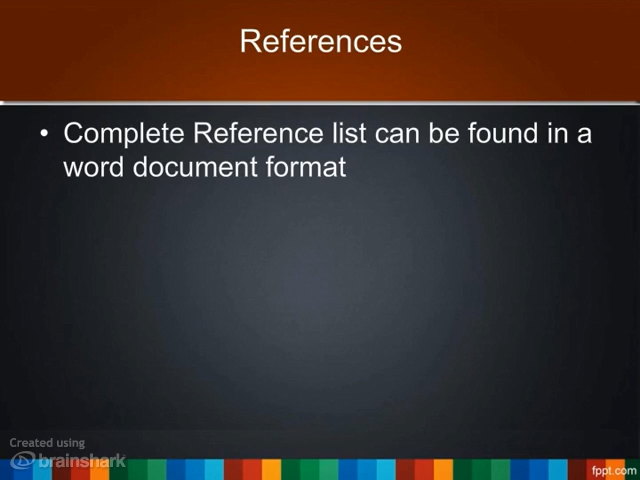 References
• Complete Reference list can be found in a
word document format
Created using
brainshark
fppt.com